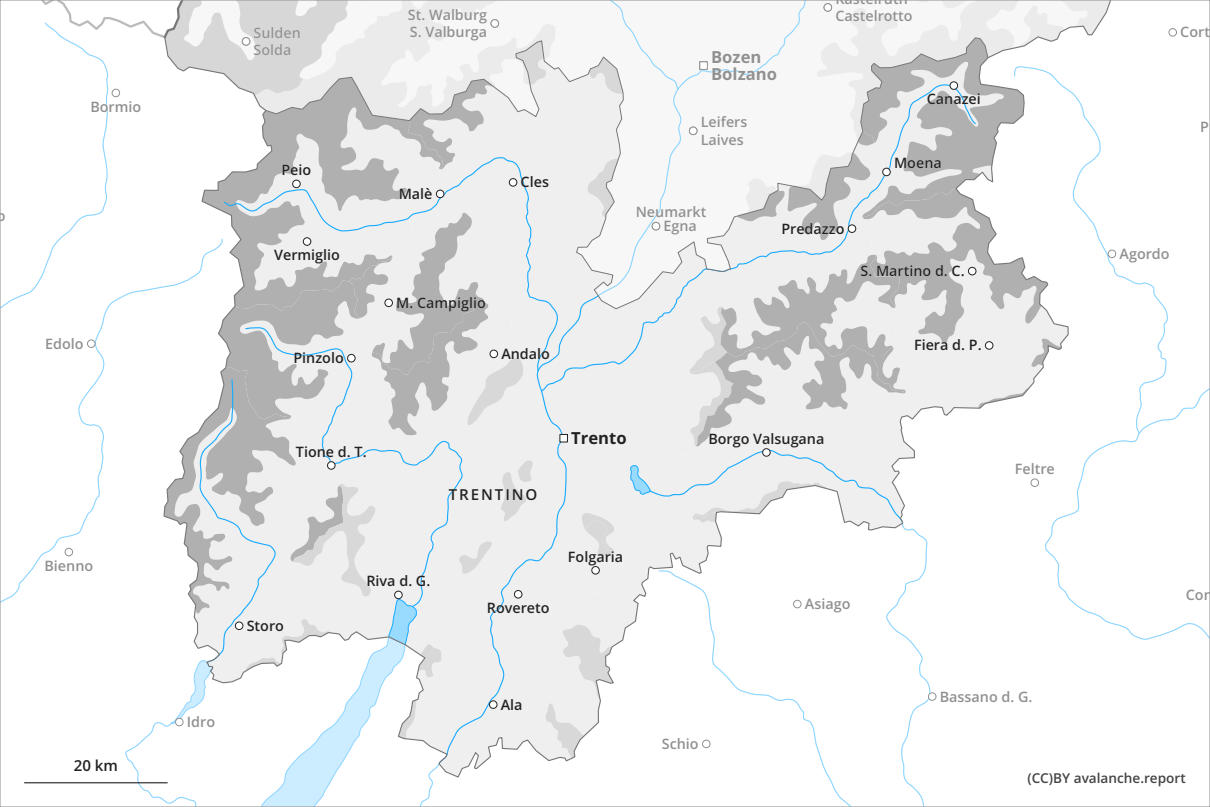 Kastelruth
Castelrotto
St. Walburg
S. Valburga
Sulden
Solda
Cort
Bozen
Bolzano
Bormio
Canazei
Leifers
Laives
P
Moena
Peio
Malè
Cles
Neumarkt
Egna
Predazzo
Vermiglio
Agordo
S. Martino d. C.
M. Campiglio
Edolo
Pinzolo
Andalo
Fiera d. P.
Trento
Borgo Valsugana
Tione d. T.
Feltre
TRENTINO
Folgaria
Bienno
Riva d. G.
Cor
Rovereto
Asiago
Storo
Bassano d. G.
Ala
Idro
Schio
20 km
(CC)BY avalanche.report